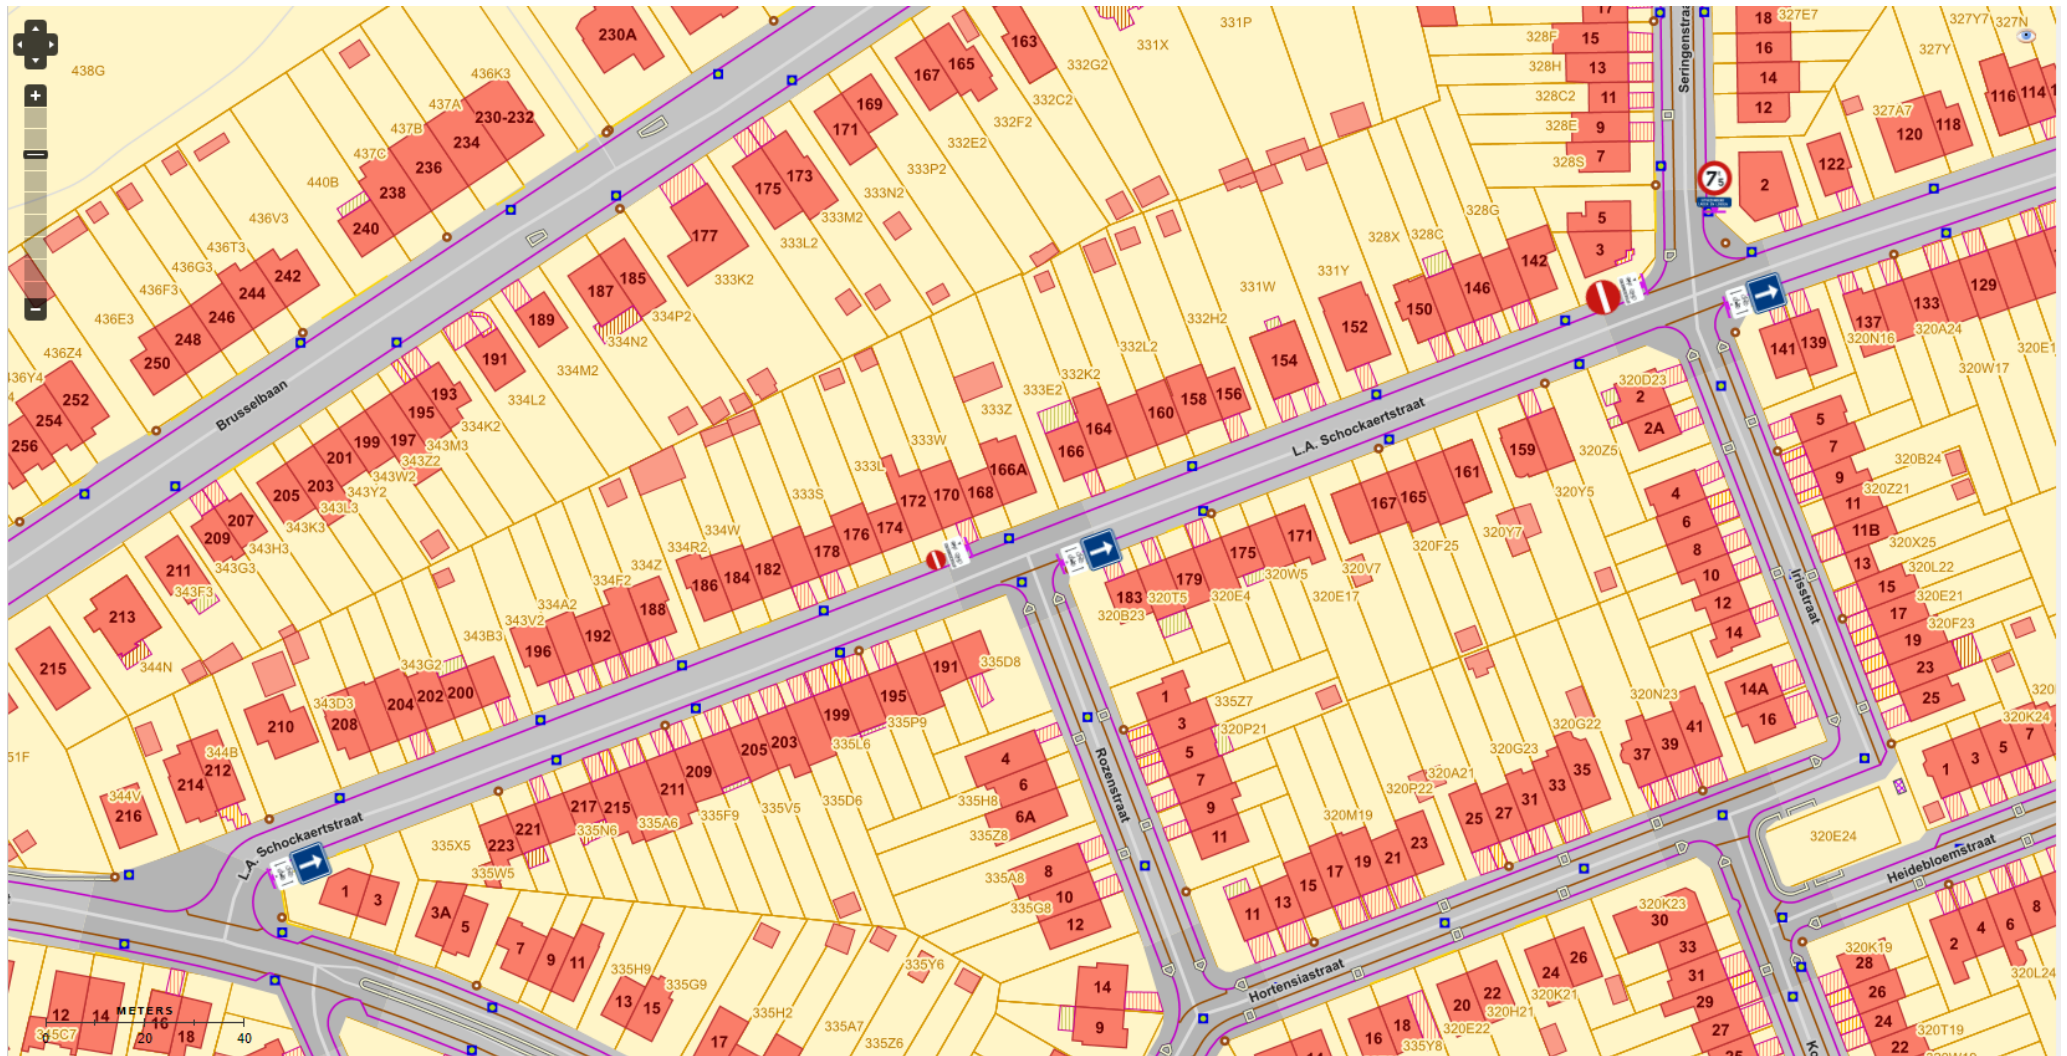 230A
163
331X
331P
17
328F
15
18
327E7
327Y7
327N
438G
167
165
332G2
328H
13
16
327Y
436K3
437A
230-232
169
332C2
328C2
11
14
116
114
437B
234
171
332F2
328E
9
12
327A7
120
118
437C
236
332E2
328S
7
122
440B
238
175
173
333P2
2
7'5
436V3
240
177
333N2
333M2
328G
5
3
436T3
333L2
328X
328C
142
436G3
242
187
185
333K2
331Y
436F3
244
331W
146
129
436E3
246
189
334P2
332H2
150
133
248
334N2
152
137
320A24
436Z4
250
191
334M2
332L2
154
141
139
320N16
320E1
252
193
334L2
332K2
333E2
156
320D23
320W17
254
195
334K2
333Z
158
2
256
199
197
343M3
160
2A
5
Brusselbaan
201
343Z2
333W
164
L.A. Schockaertstraat
159
320Z5
7
205
203
343W2
333L
166A
166
161
320B24
343Y2
333S
172
170
168
165
320Y5
4
9
320Z21
343L3
176
174
167
6
11
207
343K3
334W
178
171
320Y7
8
11B
320X25
209
343H3
334R2
182
175
320F25
10
13
320L22
211
343G3
334Z
184
179
320W5
320V7
12
15
320E21
343F3
334F2
186
183
320T5
320E4
320E17
14
17
320F23
213
334A2
188
320B23
Irisstraat
19
343V2
192
23
215
344N
343B3
196
191
335D8
25
343G2
195
1
335Z7
320N23
14A
204
202
200
199
335P9
3
320P21
41
16
320K24
343D3
208
203
335L6
5
320G22
39
7
210
205
4
7
320G23
37
5
344B
212
209
335D6
6
9
320A21
35
3
214
211
335V5
335H8
6A
11
320P22
33
1
344V
215
335F9
335Z8
Rozenstraat
320M19
31
320E24
216
217
335A6
23
27
221
335N6
21
25
Heidebloemstraat
L.A. Schockaertstraat
223
335X5
8
19
335W5
335A8
10
17
320K23
8
1
3
335G8
12
15
30
6
3A
5
13
33
4
7
9
11
11
31
2
335H9
335Y6
320K19
28
13
15
335G9
14
Hortensiastraat
26
24
29
26
320L24
12
14
16
18
17
335H2
335A7
335Z6
9
22
20
320K21
320H21
320E22
27
24
320T19
345C7
METERS
0
20
40
16
18
335Y8
22